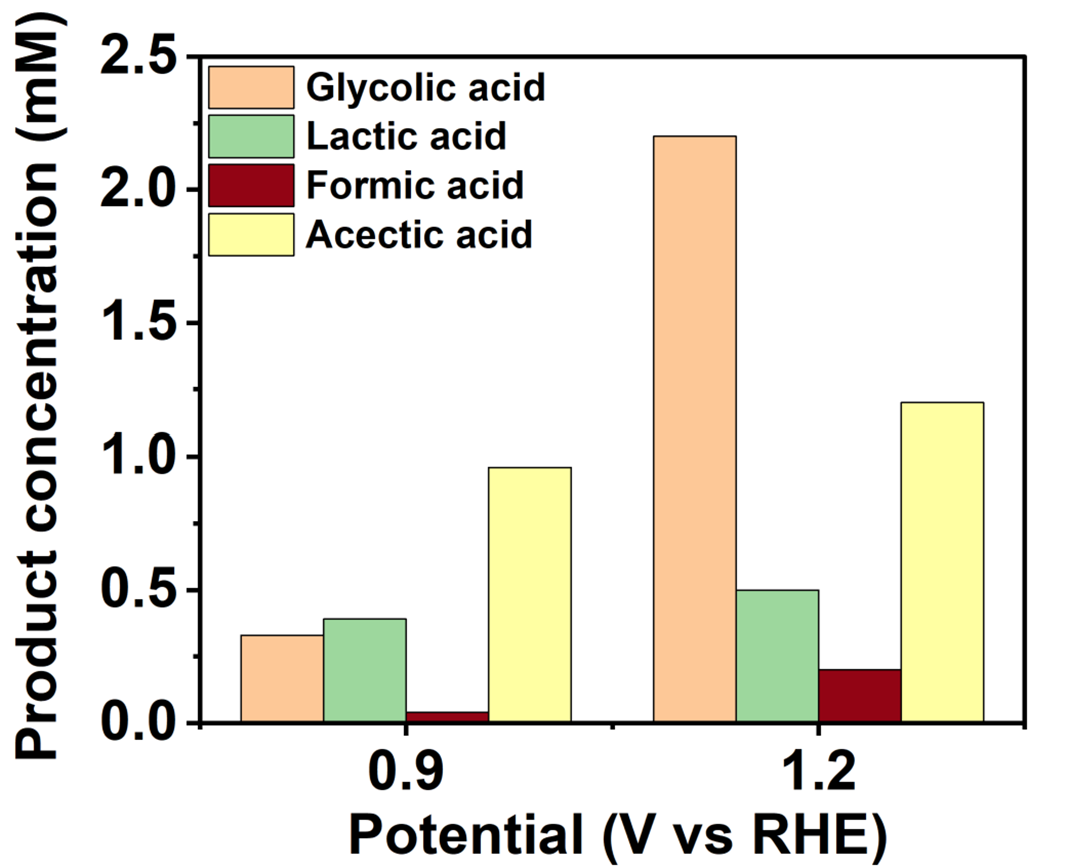 Product concentration (mM)
2.5
2.0
1.5
1.0
0.5
0.0
Glycolic acid
Lactic acid
Formic acid
Acectic acid
0.9
1.2
Potential (V vs RHE)